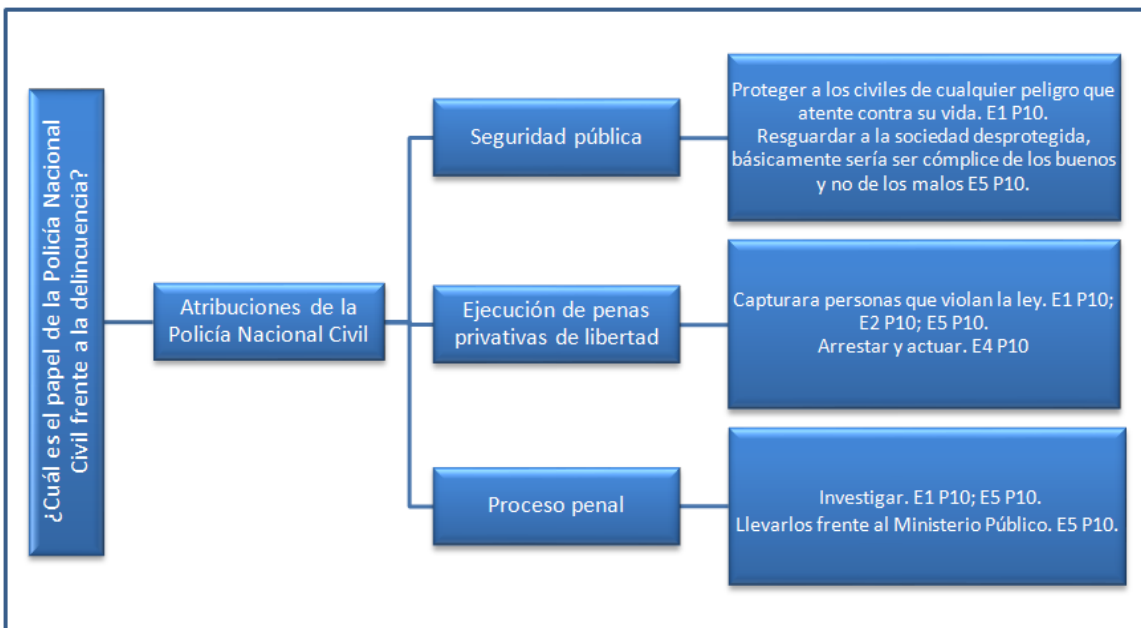 ¿Cuál es el papel de la Policía Nacional
Civil frente a la delincuencia?
Atribuciones de la
Policía Nacional Civil
Seguridad pública
Proteger a los civiles de cualquier peligro que
atente contra su vida. E1 P10.
Resguardar a la sociedad desprotegida,
básicamente sería ser cómplice de los buenos
y no de los malos E5 P10.
Ejecución de penas
privativas de libertad
Capturara personas que violan la ley. E1 P10;
E2 P10; E5 P10.
Arrestar y actuar. E4 P10
Proceso penal
Investigar. E1 P10; E5 P10.
Llevarlos frente al Ministerio Público. E5 P10.